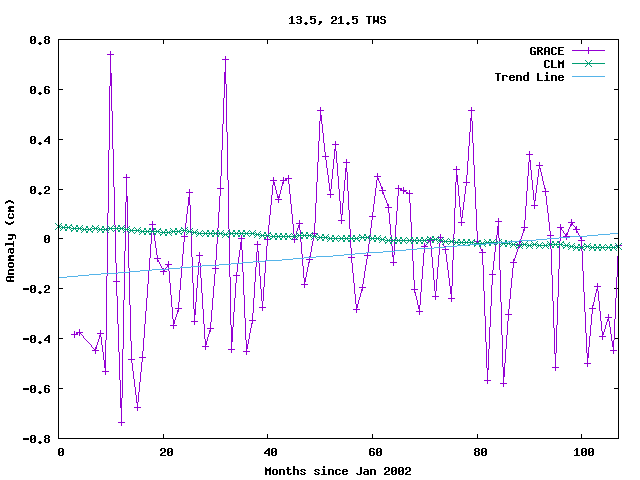 13.5, 21.5 TWS
GRACE
CLM
Trend Line
Anomaly (cm)
0.8
0.6
0.4
0.2
0
-0.2
-0.4
-0.6
-0.8
0 20 40 60 80 100
Months since Jan 2002